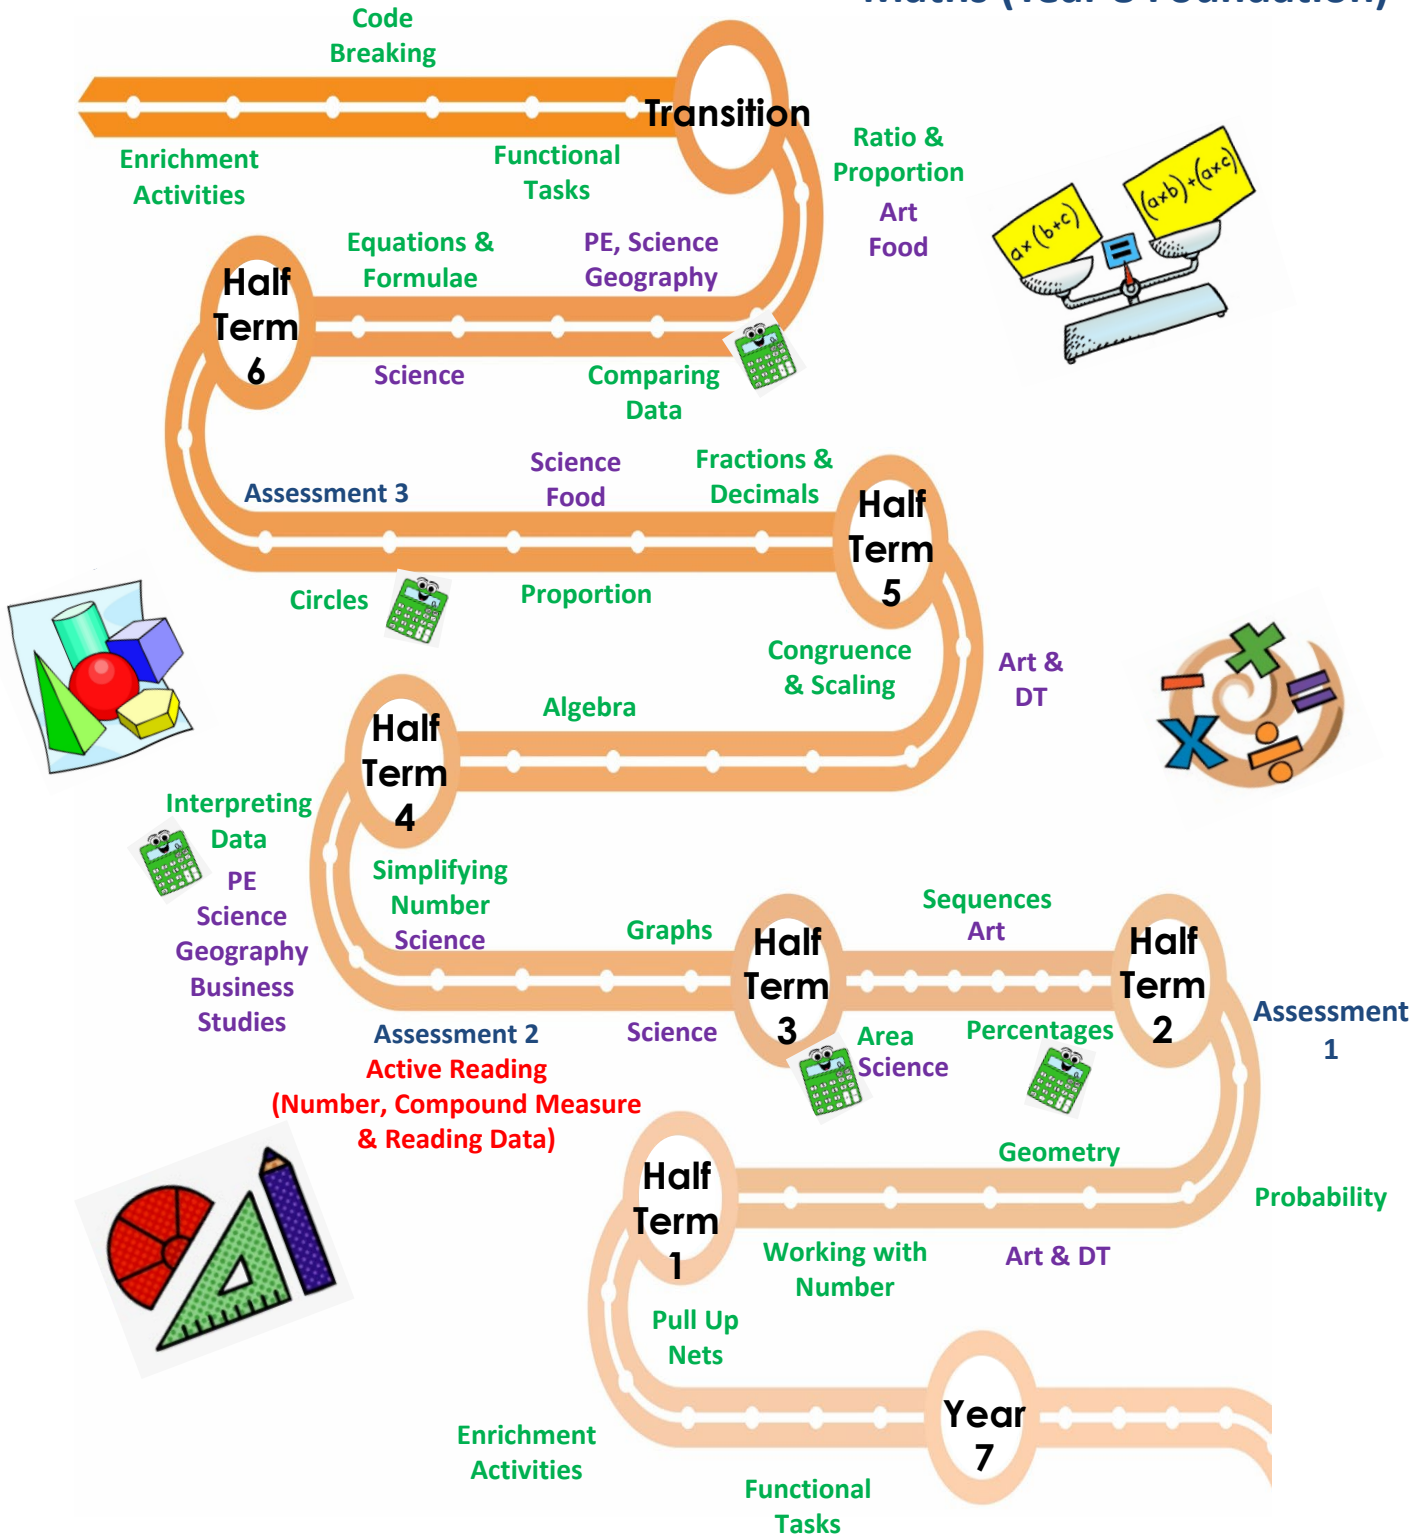 Maths (Year 8 Foundation)
Code
Breaking
Transition
Enrichment
Activities
Functional
Tasks
Ratio &
Proportion
Art
Food
a×(b+c)
=
(a×b)+(a×c)
Equations &
Formulae
PE, Science
Geography
Half
Term
6
Science
Comparing
Data
Assessment 3
Science
Food
Fractions &
Decimals
Half
Term
5
Circles
Proportion
Congruence
& Scaling
Art &
DT
Algebra
Half
Term
4
Interpreting
Data
PE
Science
Geography
Business
Studies
Simplifying
Number
Science
Graphs
Half
Term
3
Sequences
Art
Half
Term
2
Assessment 2
Active Reading
(Number, Compound Measure
& Reading Data)
Science
Area
Science
Percentages
Assessment
1
Geometry
Probability
Half
Term
1
Working with
Number
Art & DT
Pull Up
Nets
Year
7
Enrichment
Activities
Functional
Tasks